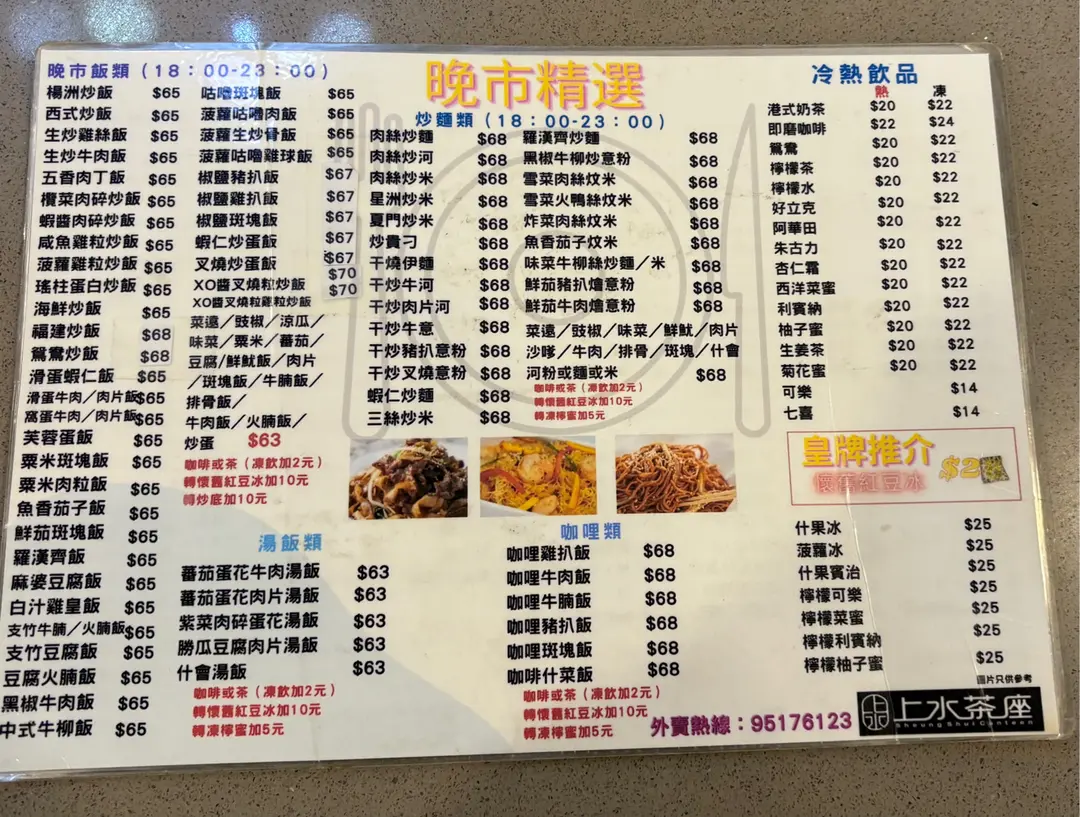 晚市飯類（18：00-23：00）
楊洲炒飯 $65
西式炒飯 $65
生炒雞絲飯 $65
生炒牛肉飯 $65
五香肉丁飯 $65
欖菜肉碎炒飯 $65
蝦醬肉碎炒飯 $65
咸魚雞粒炒飯 $65
菠蘿雞粒炒飯 $65
瑤柱蛋白炒飯 $65
海鮮炒飯 $65
福建炒飯 $68
鴛鴦炒飯 $68
滑蛋蝦仁飯 $65
滑蛋牛肉／肉片飯 $65
窩蛋牛肉／肉片飯 $65
芙蓉蛋飯 $65
粟米斑塊飯 $65
粟米肉粒飯 $65
魚香茄子飯 $65
鮮茄斑塊飯 $65
羅漢齊飯 $65
麻婆豆腐飯 $65
白汁雞皇飯 $65
支竹牛腩／火腩飯 $65
支竹豆腐飯 $65
豆腐火腩飯 $65
黑椒牛肉飯 $65
中式牛柳飯 $65
咕嚕斑塊飯 $65
菠蘿咕嚕肉飯 $65
菠蘿生炒骨飯 $65
菠蘿咕嚕雞球飯 $65
椒鹽豬扒飯 $67
椒鹽雞扒飯 $67
椒鹽斑塊飯 $67
蝦仁炒蛋飯 $67
叉燒炒蛋飯 $67
XO醬叉燒粒炒飯 $70
XO醬叉燒粒雞粒炒飯 $70
菜遠／豉椒／涼瓜／
味菜／粟米／蕃茄／
豆腐/鮮魷飯／肉片
／斑塊飯／牛腩飯／
排骨飯／
牛肉飯／火腩飯／
炒蛋 $63
咖啡或茶（凍飲加2元）
轉懷舊紅豆冰加10元
轉炒底加10元
湯飯類
蕃茄蛋花牛肉湯飯 $63
蕃茄蛋花肉片湯飯 $63
紫菜肉碎蛋花湯飯 $63
勝瓜豆腐肉片湯飯 $63
什會湯飯 $63
咖啡或茶（凍飲加2元）
轉懷舊紅豆冰加10元
轉凍檸蜜加5元
晚市精選
炒麵類（18：00-23：00）
肉絲炒麵 $68
肉絲炒河 $68
肉絲炒米 $68
星洲炒米 $68
夏門炒米 $68
炒貴刁 $68
干燒伊麵 $68
干炒牛河 $68
干炒肉片河 $68
干炒牛意 $68
干炒豬扒意粉 $68
干炒叉燒意粉 $68
蝦仁炒麵 $68
三絲炒米 $68
羅漢齊炒麵 $68
黑椒牛柳炒意粉 $68
雪菜肉絲炆米 $68
雪菜火鴨絲炆米 $68
炸菜肉絲炆米 $68
魚香茄子炆米 $68
味菜牛柳絲炒麵／米 $68
鮮茄豬扒燴意粉 $68
鮮茄牛肉燴意粉 $68
菜遠／豉椒／味菜／鮮魷／肉片
沙嗲／牛肉／排骨／斑塊／什會
河粉或麵或米 $68
咖啡或茶（凍飲加2元）
轉懷舊紅豆冰加10元
轉凍檸蜜加5元
咖哩類
咖哩雞扒飯 $68
咖哩牛肉飯 $68
咖哩牛腩飯 $68
咖哩豬扒飯 $68
咖哩斑塊飯 $68
咖啡什菜飯 $68
咖啡或茶（凍飲加2元）
轉懷舊紅豆冰加10元
轉凍檸蜜加5元
冷熱飲品
熱 凍
港式奶茶 $20 $22
即磨咖啡 $22 $24
鴛鴦 $20 $22
檸檬茶 $20 $22
檸檬水 $20 $22
好立克 $20 $22
阿華田 $20 $22
朱古力 $20 $22
杏仁霜 $20 $22
西洋菜蜜 $20 $22
利賓納 $20 $22
柚子蜜 $20 $22
生姜茶 $20 $22
菊花蜜 $20 $22
可樂 $14
七喜 $14
皇牌推介
懷舊紅豆冰
什果冰 $25
菠蘿冰 $25
什果賓治 $25
檸檬可樂 $25
檸檬菜蜜 $25
檸檬利賓納 $25
檸檬柚子蜜 $25
圖片只供參考
外賣熱線：95176123
上水茶座
Sheung Shui Canteen